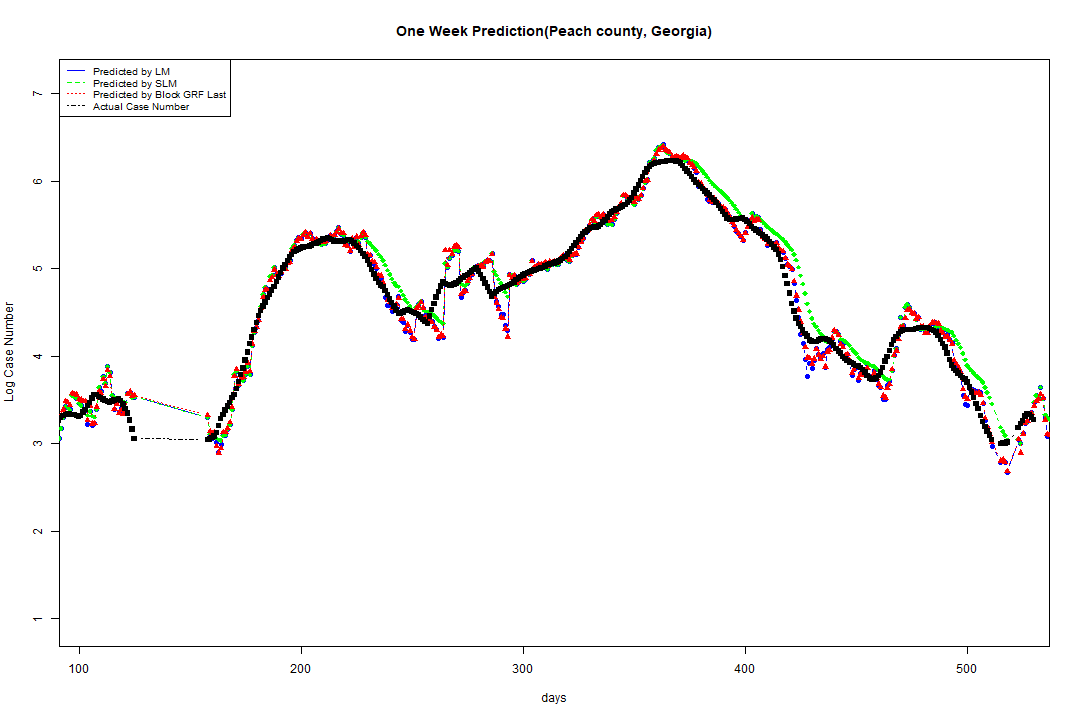 One Week Prediction(Peach county, Georgia)
Predicted by LM
Predicted by SLM
Predicted by Block GRF Last
Actual Case Number
Log Case Number
7
6
5
4
3
2
1
100 200 300 400 500
days